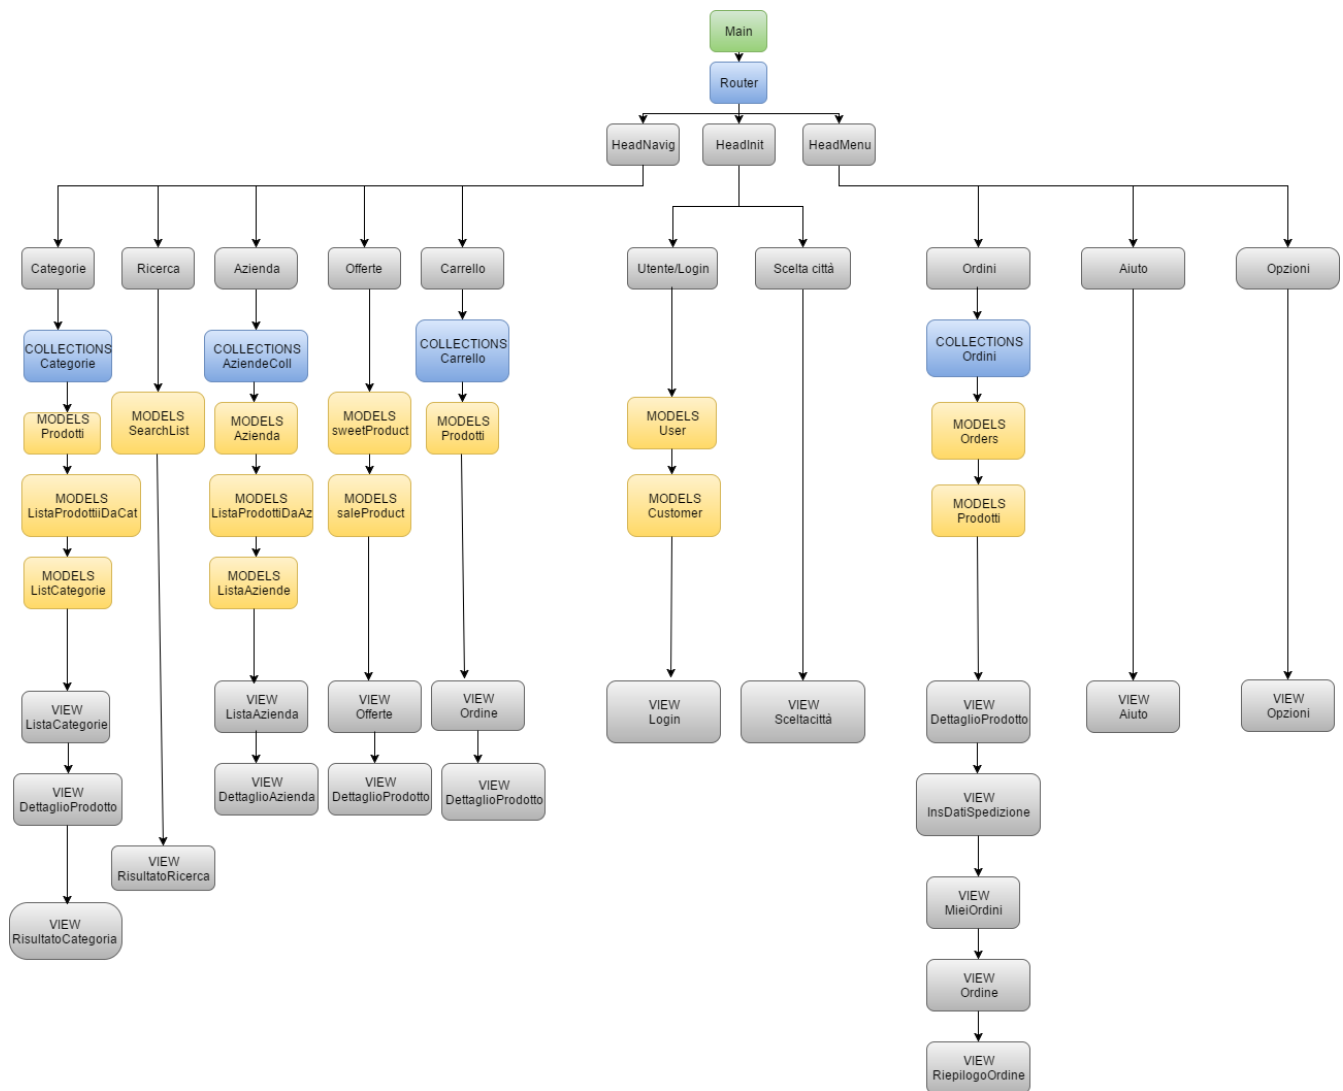 Main
Router
HeadNavig
HeadInit
HeadMenu
Categorie
Ricerca
Azienda
Offerte
Carrello
Utente/Login
Scelta città
Ordini
Aiuto
Opzioni
COLLECTIONS
Categorie
COLLECTIONS
AziendeColl
COLLECTIONS
Carrello
COLLECTIONS
Ordini
MODELS
Prodotti
MODELS
SearchList
MODELS
Azienda
MODELS
sweetProduct
MODELS
Prodotti
MODELS
User
MODELS
Orders
MODELS
ListaProdottiiDaCat
MODELS
ListaProdottiDaAz
MODELS
saleProduct
MODELS
Customer
MODELS
Prodotti
MODELS
ListCategorie
MODELS
ListaAziende
VIEW
ListaCategorie
VIEW
ListaAzienda
VIEW
Offerte
VIEW
Ordine
VIEW
Login
VIEW
Sceltacittà
VIEW
DettaglioProdotto
VIEW
Aiuto
VIEW
Opzioni
VIEW
DettaglioProdotto
VIEW
DettaglioAzienda
VIEW
DettaglioProdotto
VIEW
DettaglioProdotto
VIEW
InsDatiSpedizione
VIEW
RisultatoRicerca
VIEW
MieiOrdini
VIEW
RisultatoCategoria
VIEW
Ordine
VIEW
RiepilogoOrdine